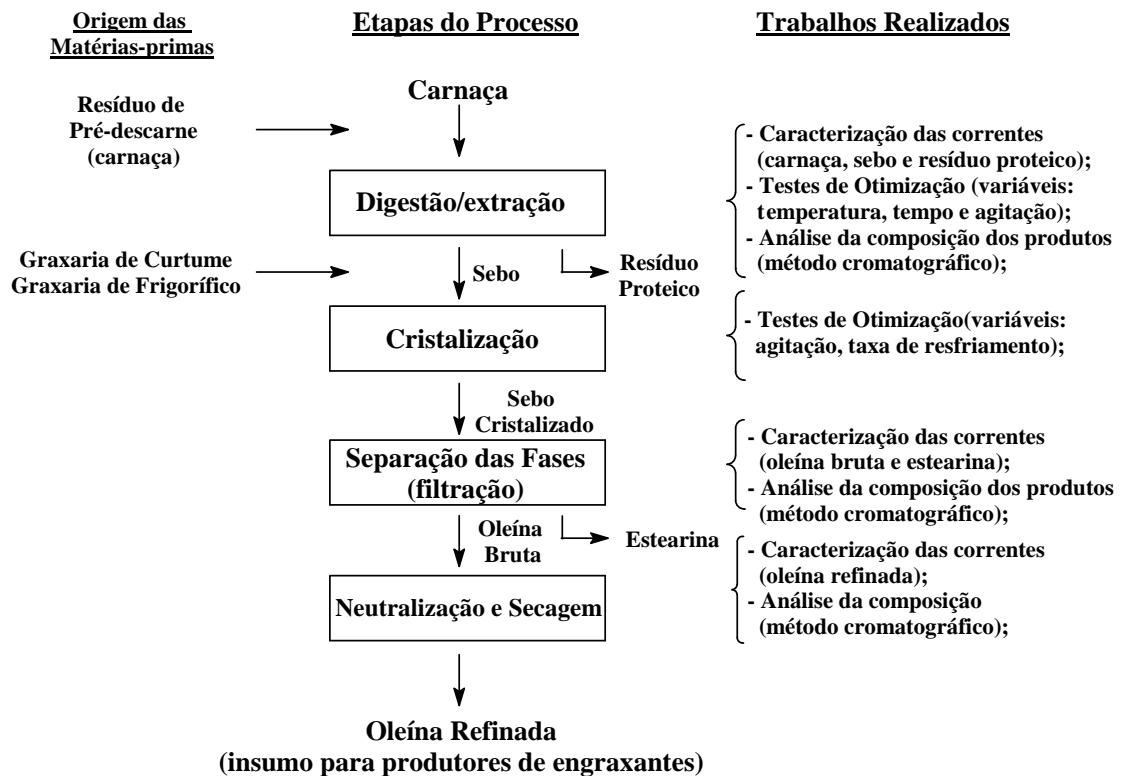 Origem das
Matérias-primas
Etapas do Processo
Trabalhos Realizados
Carnaça
Resíduo de
Pré-descarne
(carnaça)
- Caracterização das correntes
(carnaça, sebo e resíduo proteico);
- Testes de Otimização (variáveis:
temperatura, tempo e agitação);
- Análise da composição dos produtos
(método cromatográfico);
Digestão/extração
Graxaria de Curtume
Graxaria de Frigorífico
Sebo
Resíduo
Proteico
Cristalização
- Testes de Otimização(variáveis:
agitação, taxa de resfriamento);
Sebo
Cristalizado
Separação das Fases
(filtração)
- Caracterização das correntes
(oleína bruta e estearina);
- Análise da composição dos produtos
(método cromatográfico);
Oleína
Bruta
Estearina
Neutralização e Secagem
- Caracterização das correntes
(oleína refinada);
- Análise da composição
(método cromatográfico);
Oleína Refinada
(insumo para produtores de engraxantes)